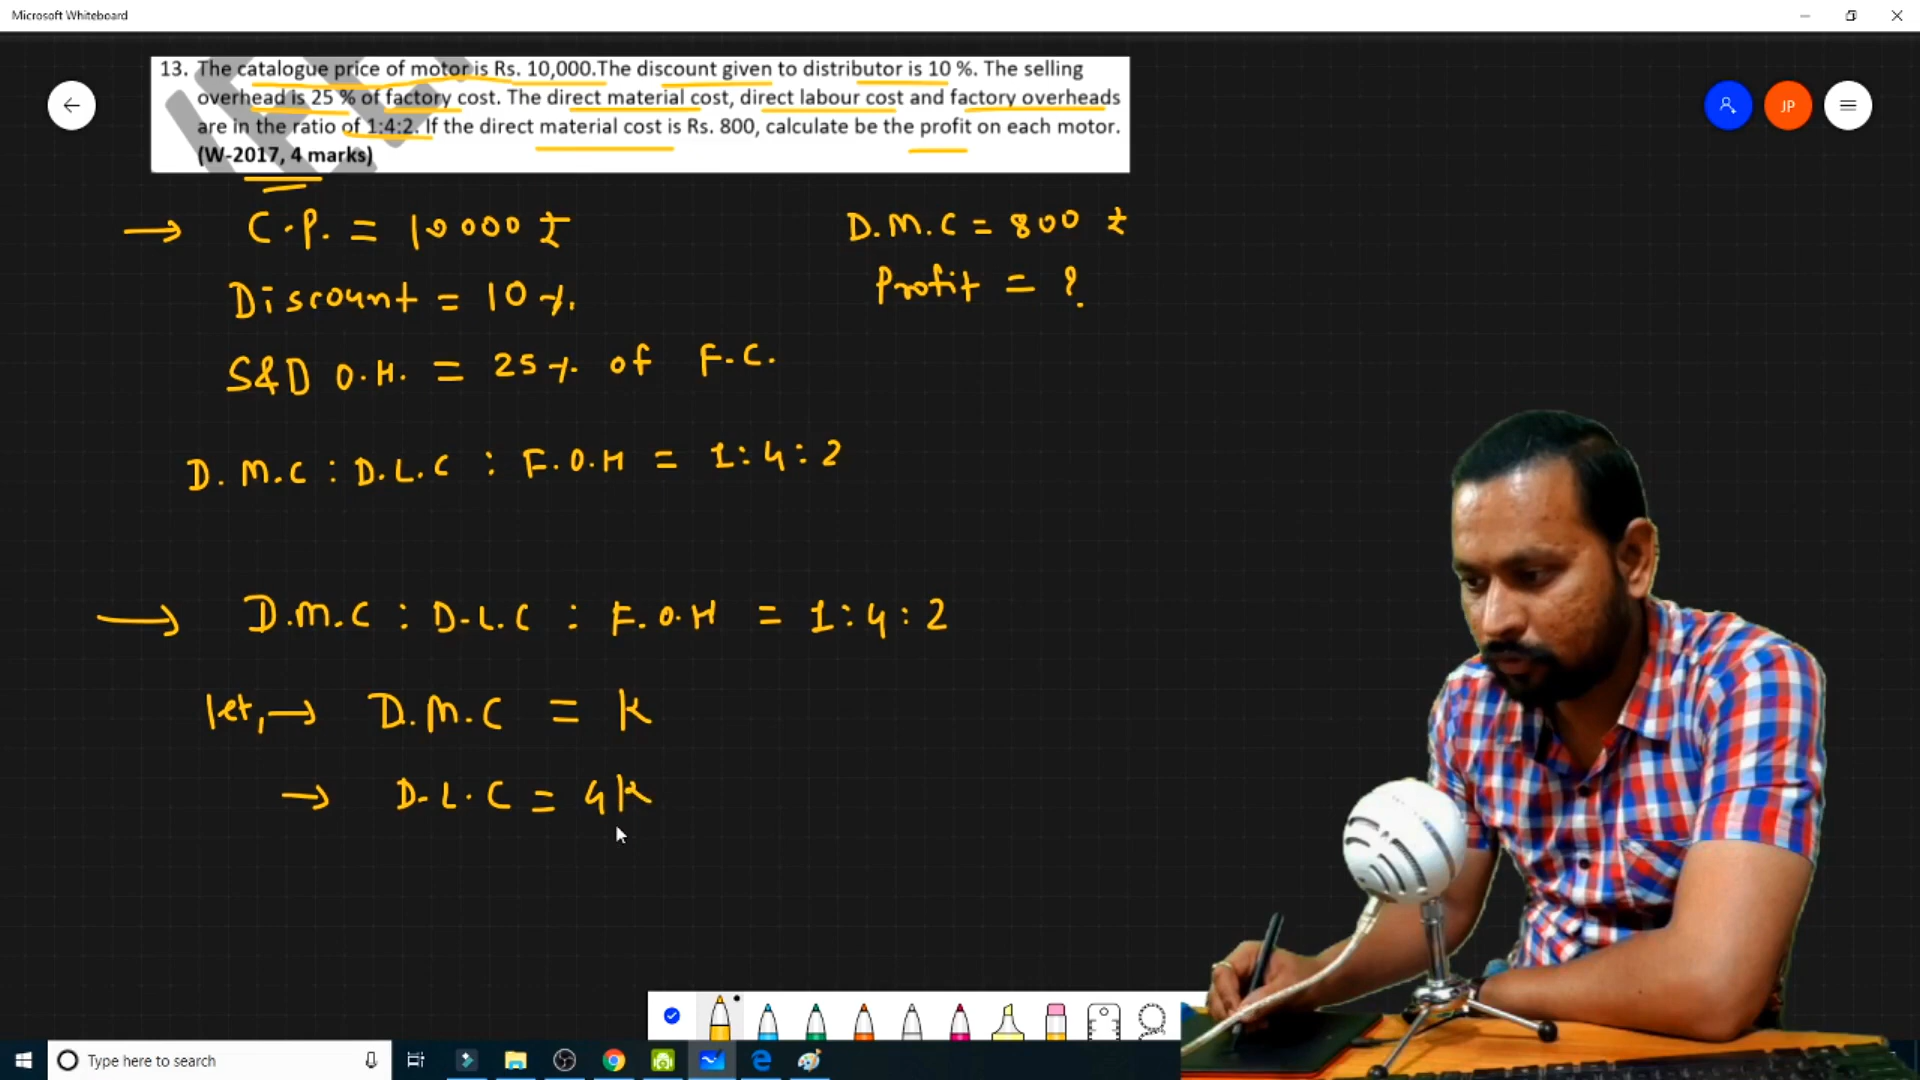 Microsoft Whiteboard
13. The catalogue price of motor is Rs. 10,000.The discount given to distributor is 10 %. The selling
overhead is 25 % of factory cost. The direct material cost, direct labour cost and factory overheads
are in the ratio of 1:4:2. If the direct material cost is Rs. 800, calculate be the profit on each motor.
(W-2017, 4 marks)
JP
→ C.P. = 10000 ₹
D.M.C = 800 ₹
Discount = 10 %.
Profit = ?
S&D O.H. = 25 %. of F.C.
D.M.C : D.L.C : F.O.H = 1:4:2
→ D.M.C : D-L.C : F.O.H = 1:4:2
let, → D.M.C = K
→ D-L.C = 4K
Type here to search